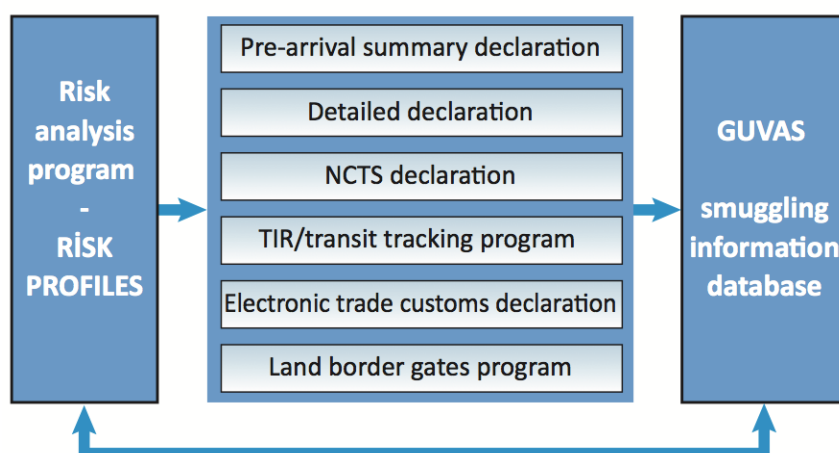 Risk
analysis
program
-
RİSK
PROFILES
Pre-arrival summary declaration
Detailed declaration
NCTS declaration
TIR/transit tracking program
Electronic trade customs declaration
Land border gates program
GUVAS
smuggling
information
database